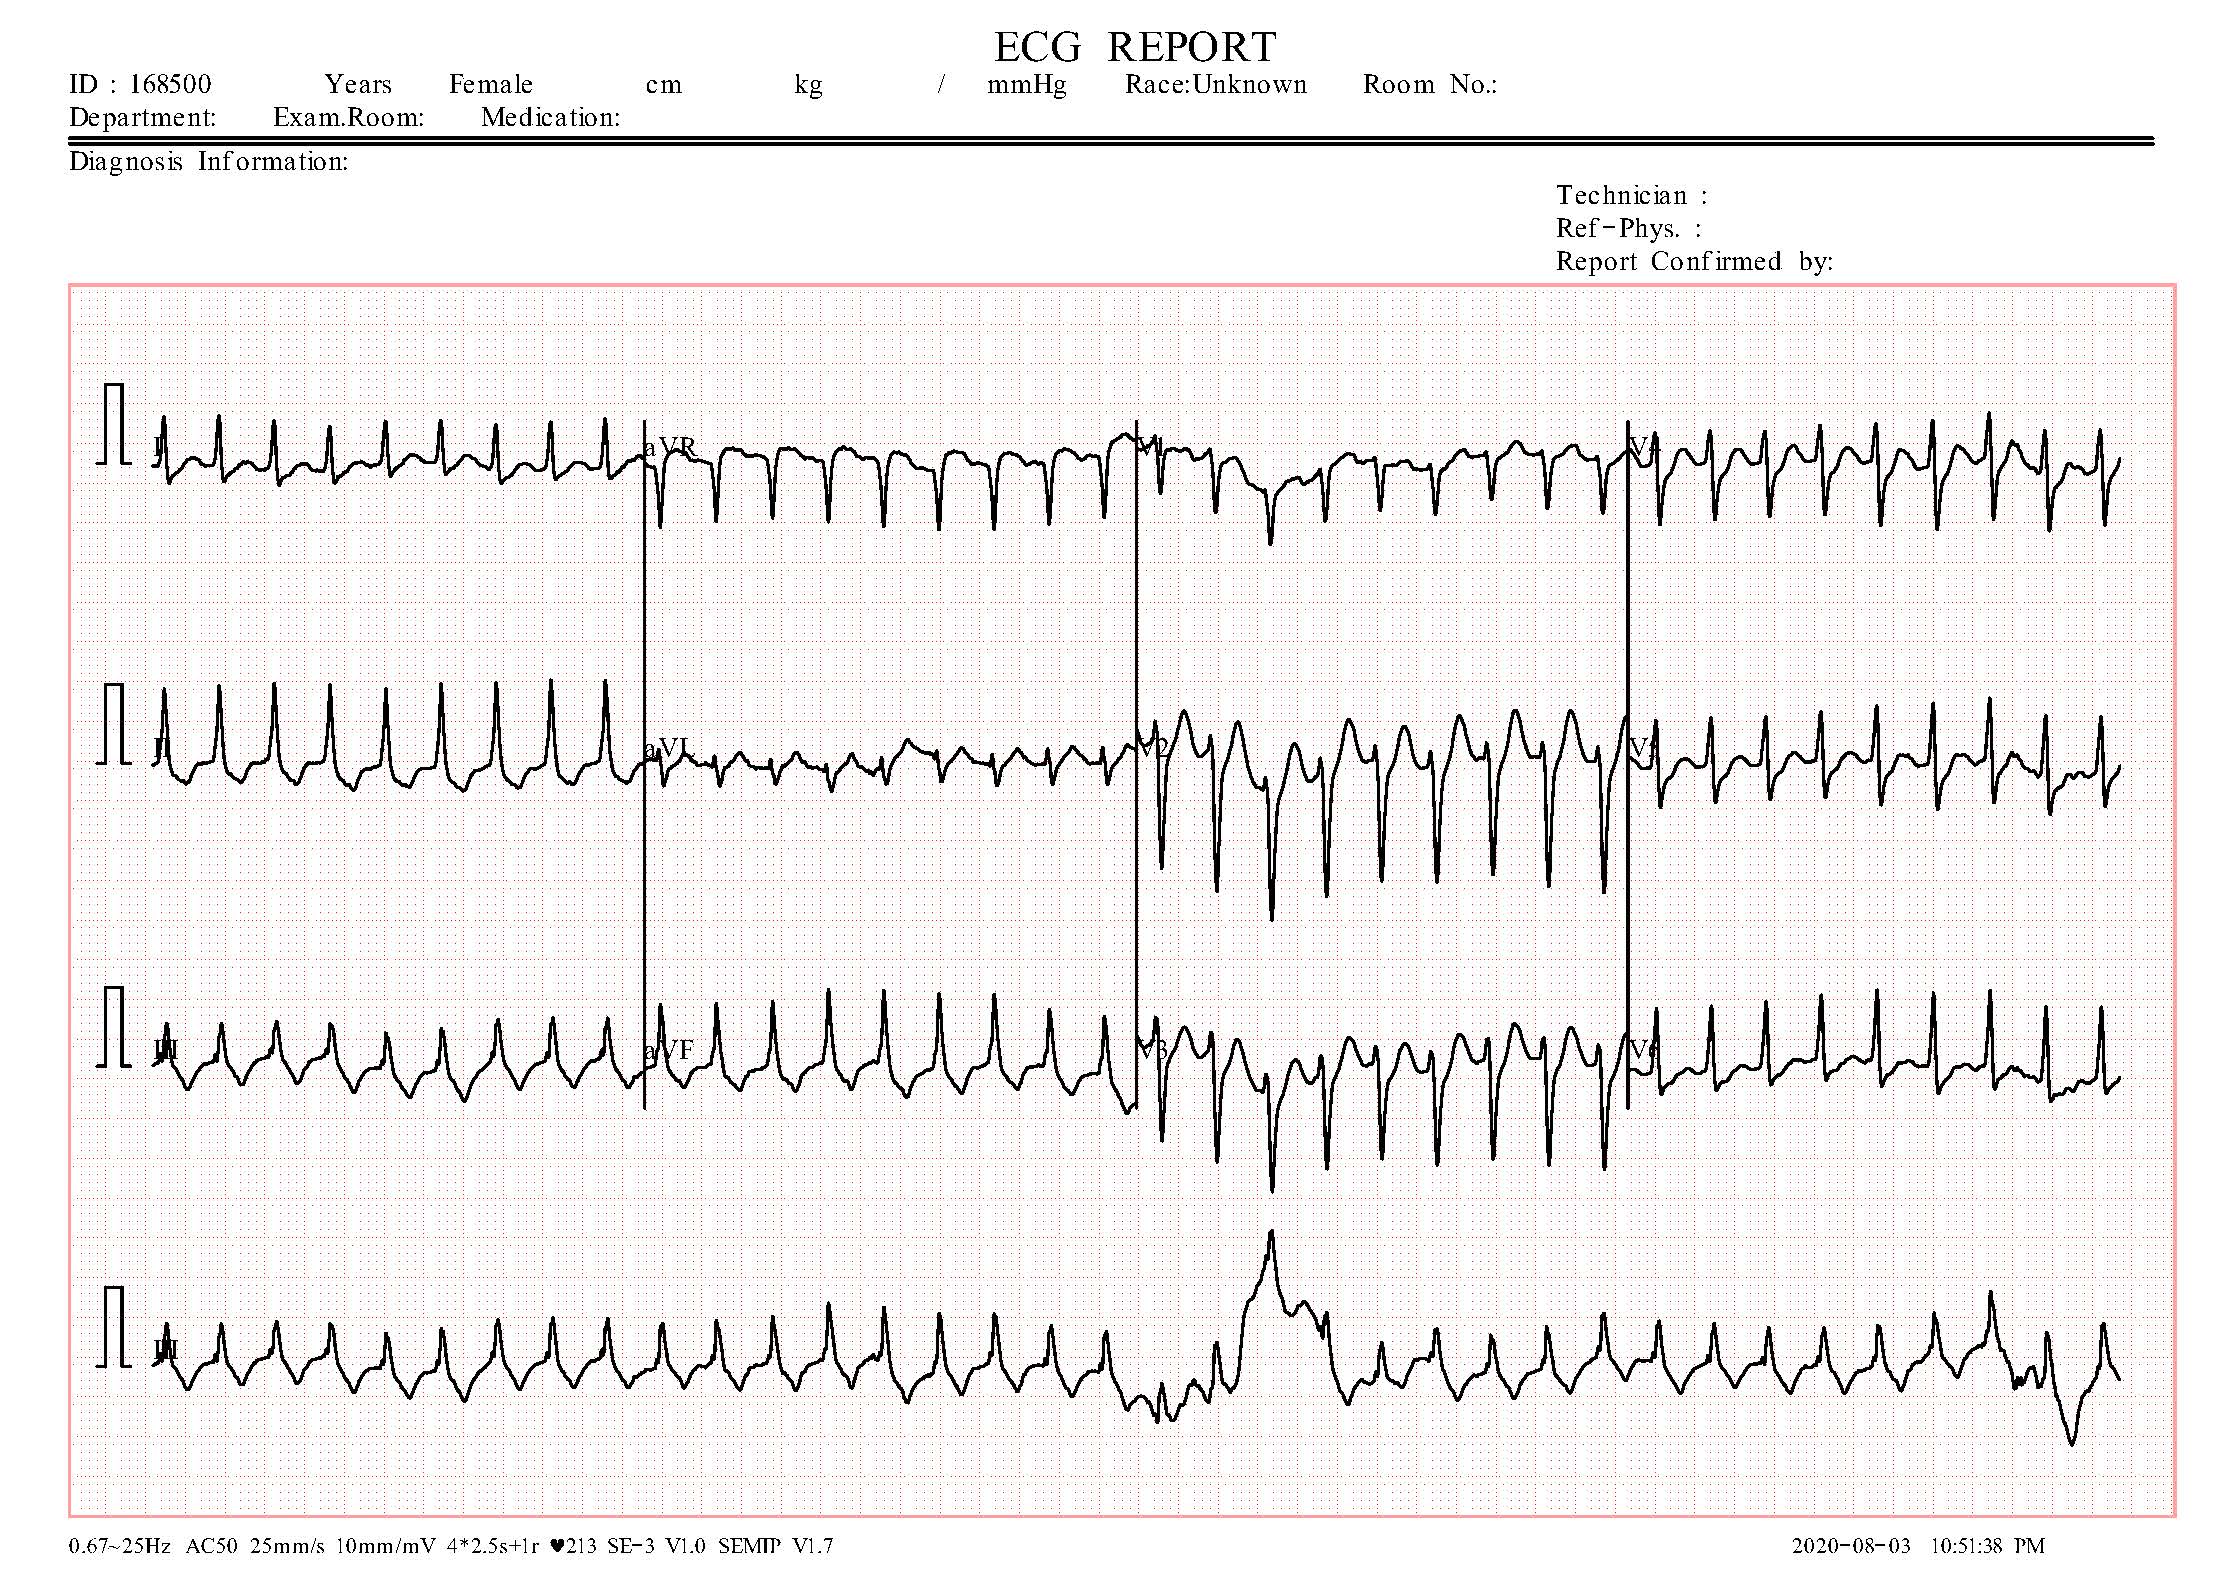 ECG REPORT
ID : 168500 Years Female cm kg / mmHg Race:Unknown Room No.:
Department: Exam.Room: Medication:
Diagnosis Information:
Technician :
Ref-Phys. :
Report Confirmed by:
I aVR V1 V4
II aVL V2 V5
III aVF V3 V6
III
0.67~25Hz AC50 25mm/s 10mm/mV 4*2.5s+1r ♥213 SE-3 V1.0 SEMIP V1.7 2020-08-03 10:51:38 PM